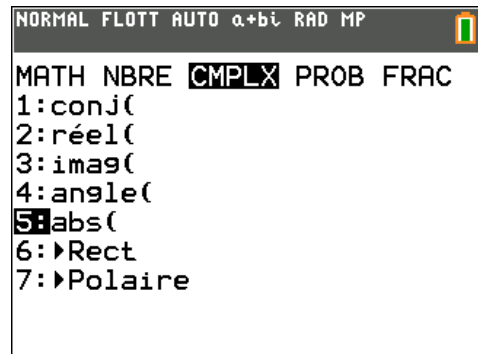 NORMAL FLOTT AUTO a+bi RAD MP
MATH NBRE CMPLX PROB FRAC
1:conj(
2:réel(
3:imag(
4:angle(
5:abs(
6:▸Rect
7:▸Polaire